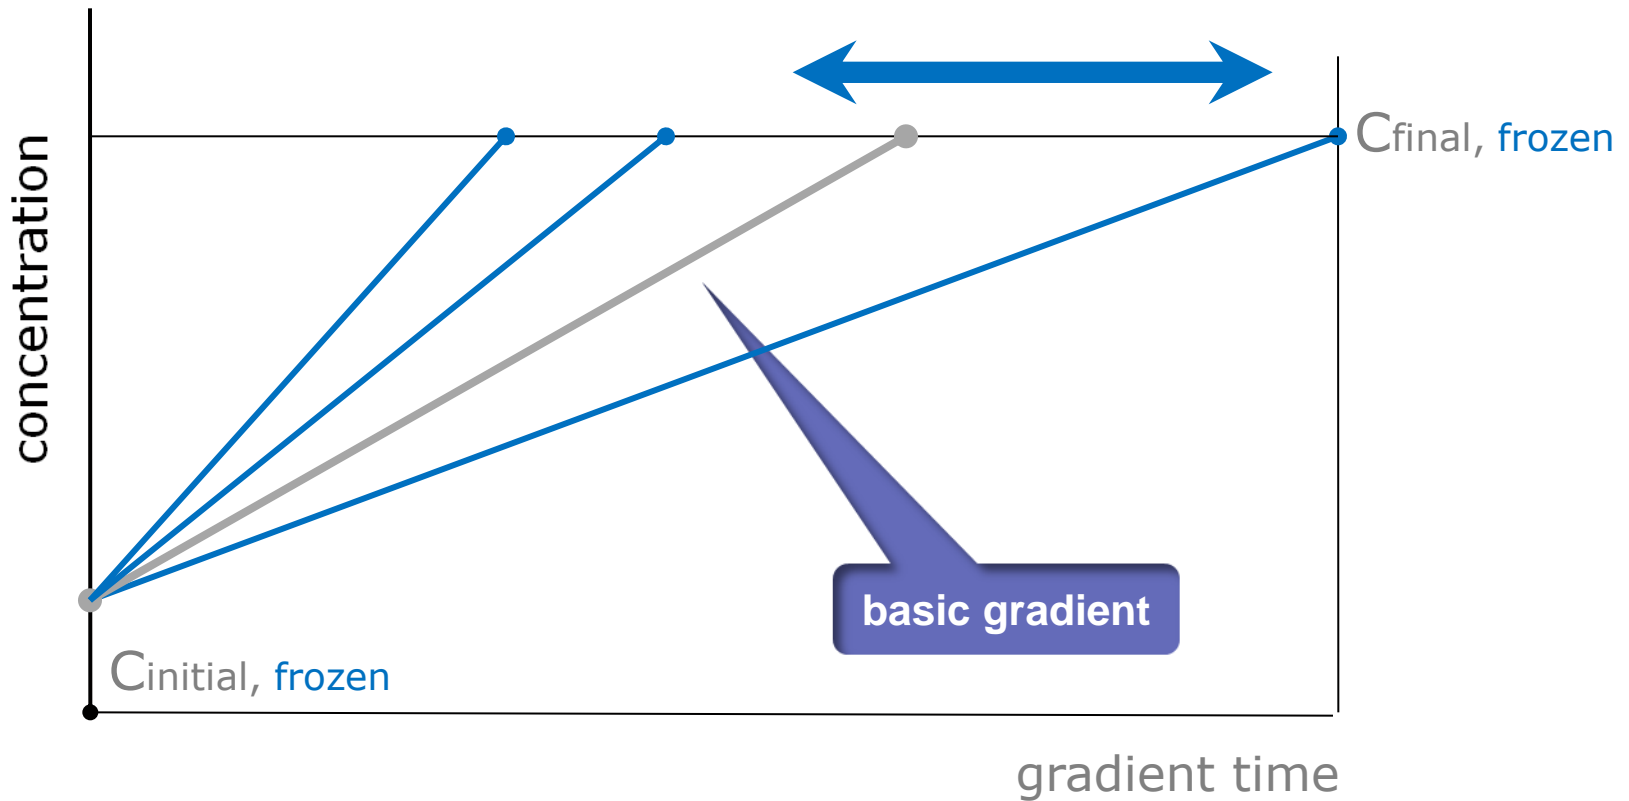 concentration
Cfinal, frozen
basic gradient
Cinitial, frozen
gradient time